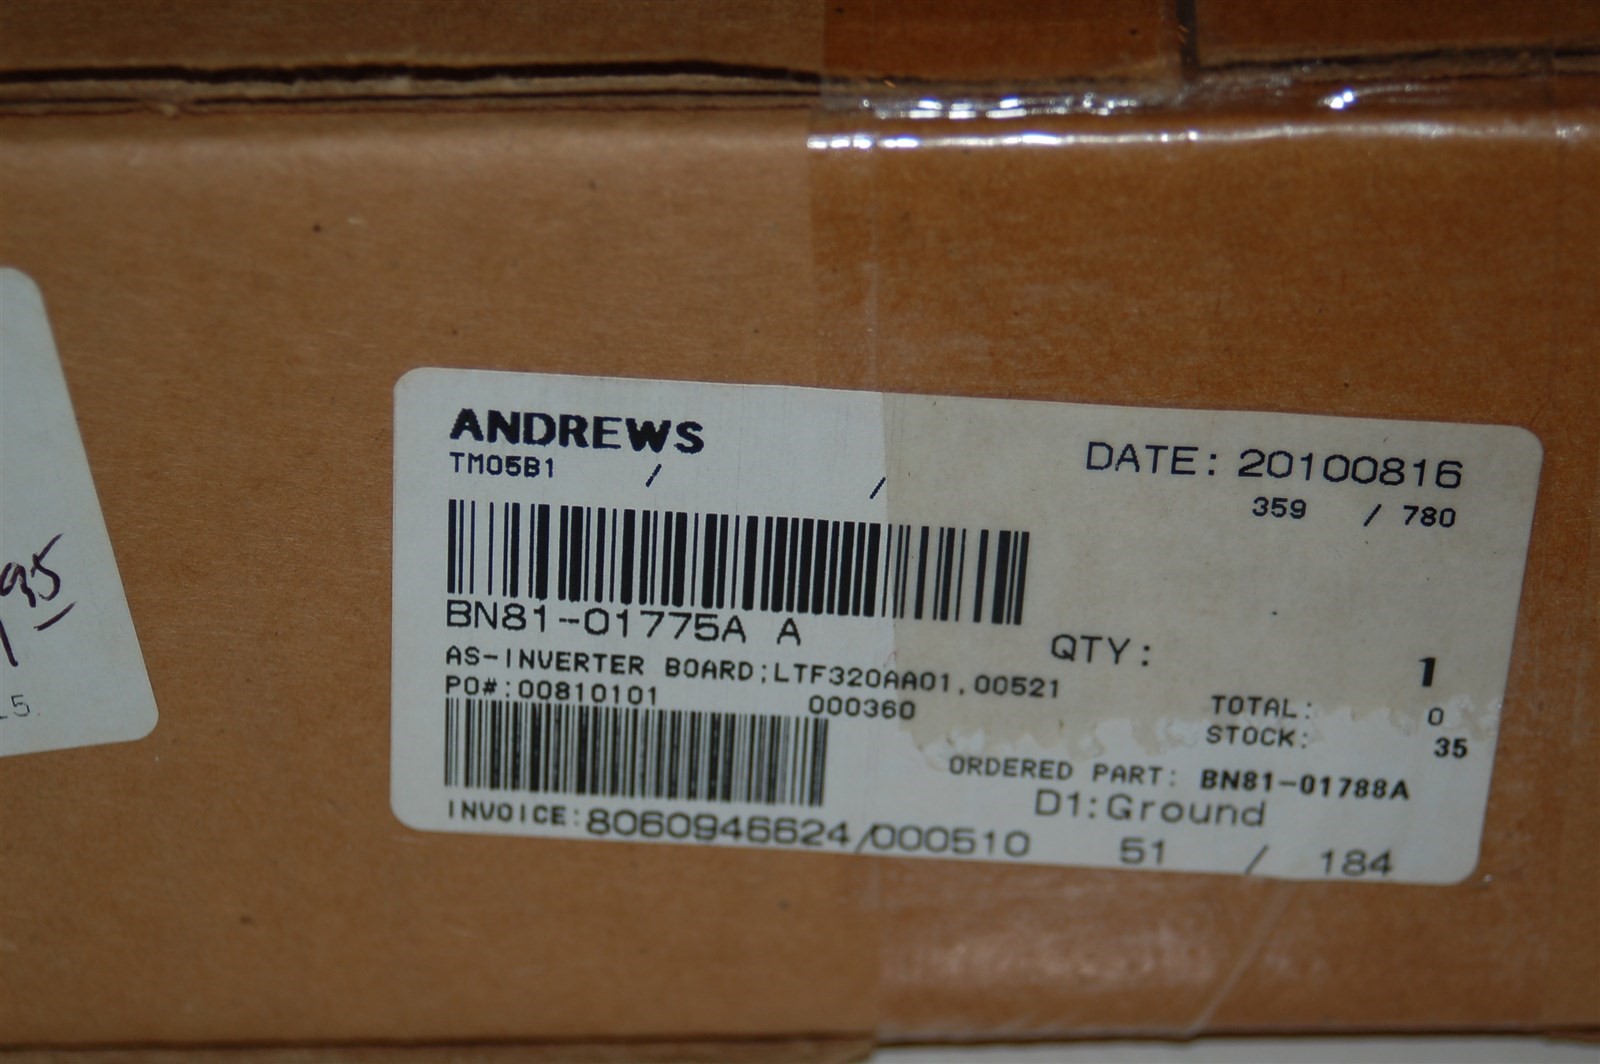 ANDREWS
DATE: 20100816
TM05B1 / /
359 / 780
BN81-01775A A
QTY: 1
AS-INVERTER BOARD;LTF320AA01,00521
PO#:00810101 000360
TOTAL: 0
STOCK: 35
ORDERED PART: BN81-01788A
D1:Ground
INVOICE:8060946624/000510
51 / 184
95